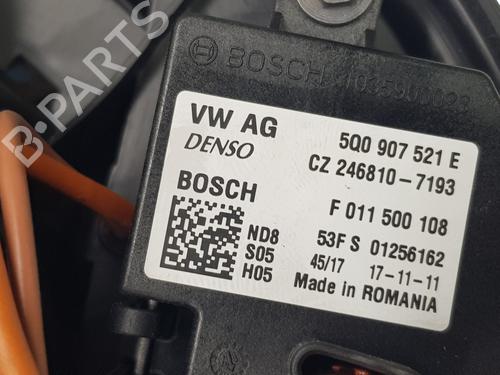 BOSCH 1035900023
VW AG 5Q0 907 521 E
DENSO CZ 246810-7193
BOSCH F 011 500 108
ND8 53F S 01256162
S05 45/17 17-11-11
H05 Made in ROMANIA